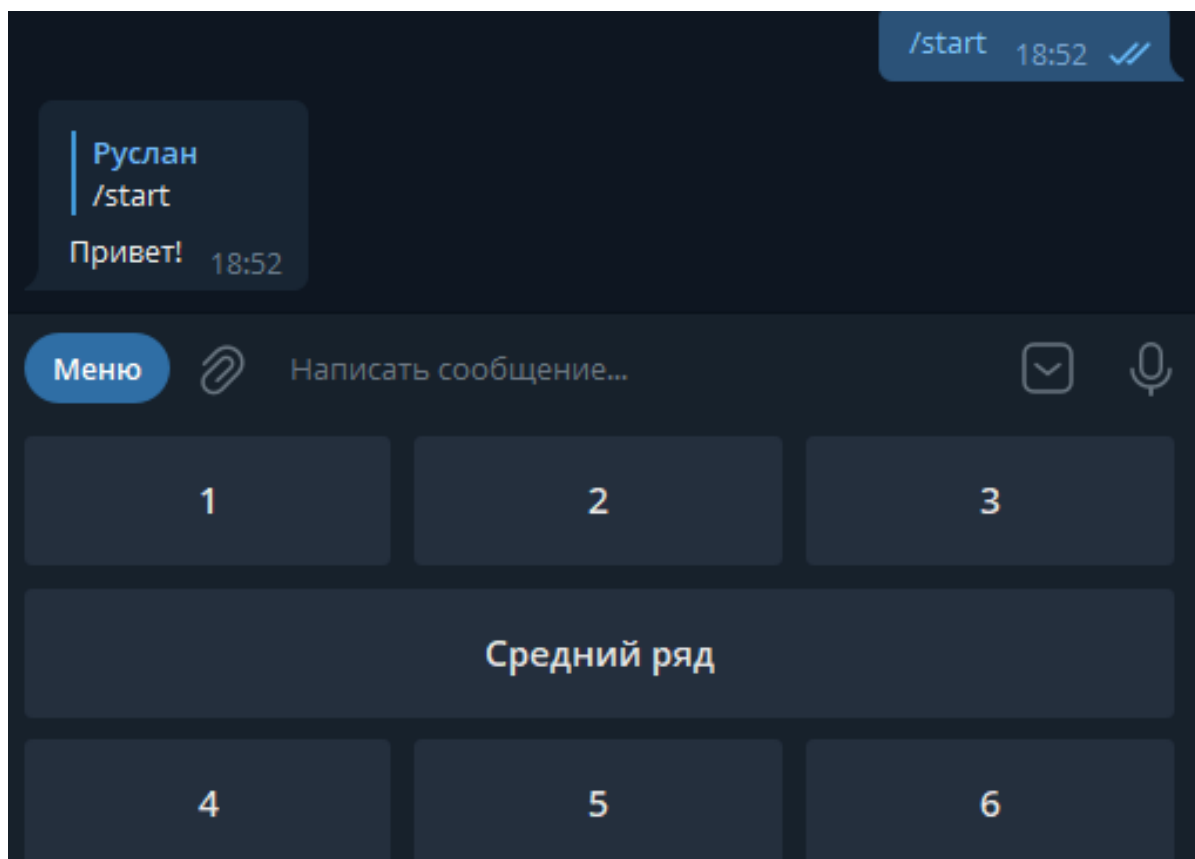 /start 18:52
Руслан
/start
Привет! 18:52
Меню Написать сообщение...
1 2 3
Средний ряд
4 5 6